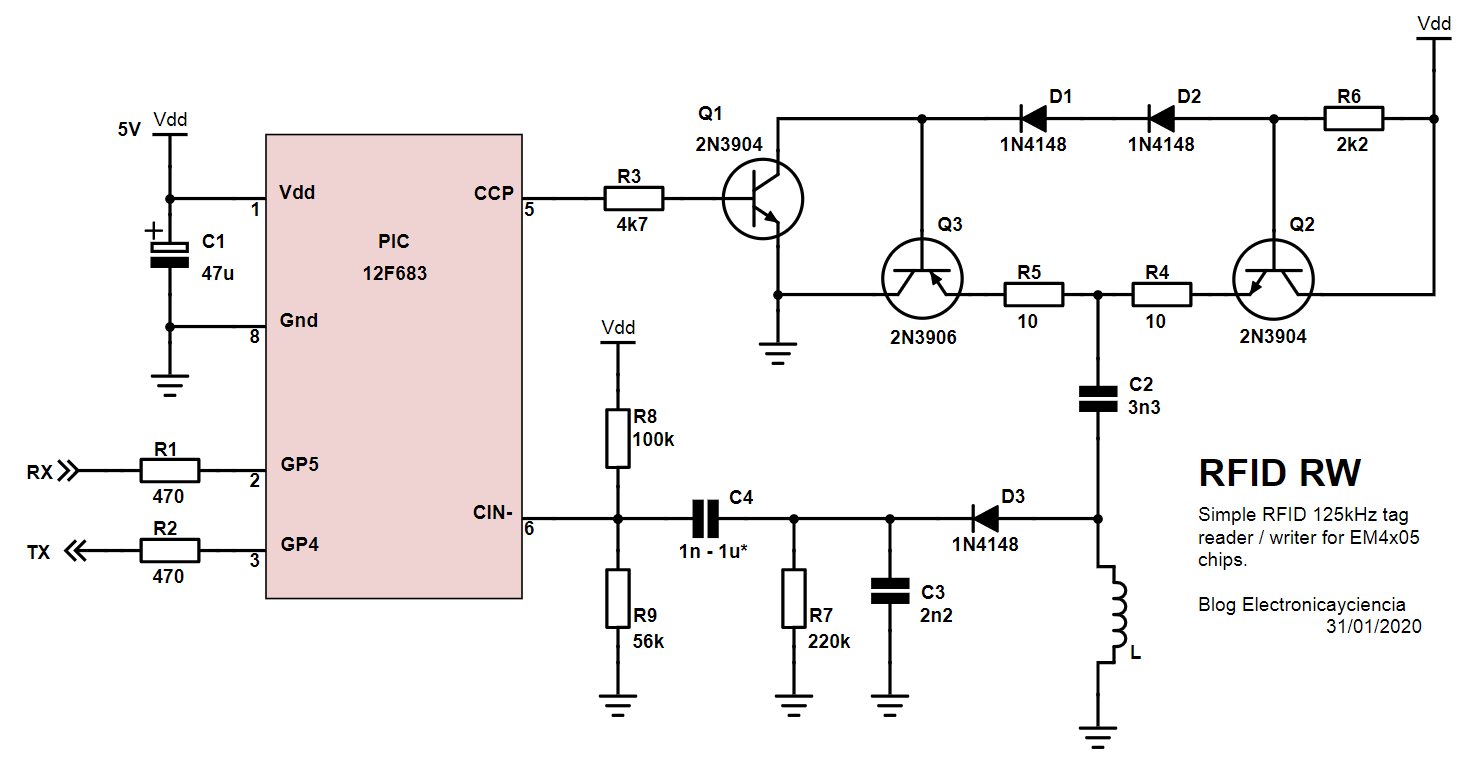 Vdd
5V
Vdd
1
C1
47u
+
8
Gnd
PIC
12F683
CCP
5
R3
4k7
Q1
2N3904
D1
1N4148
D2
1N4148
R6
2k2
Vdd
Q3
2N3906
R5
10
R4
10
Q2
2N3904
C2
3n3
RX
R1
470
2
GP5
TX
R2
470
3
GP4
CIN-
6
Vdd
R8
100k
R9
56k
C4
1n - 1u*
R7
220k
C3
2n2
D3
1N4148
L
RFID RW
Simple RFID 125kHz tag
reader / writer for EM4x05
chips.
Blog Electronicayciencia
31/01/2020